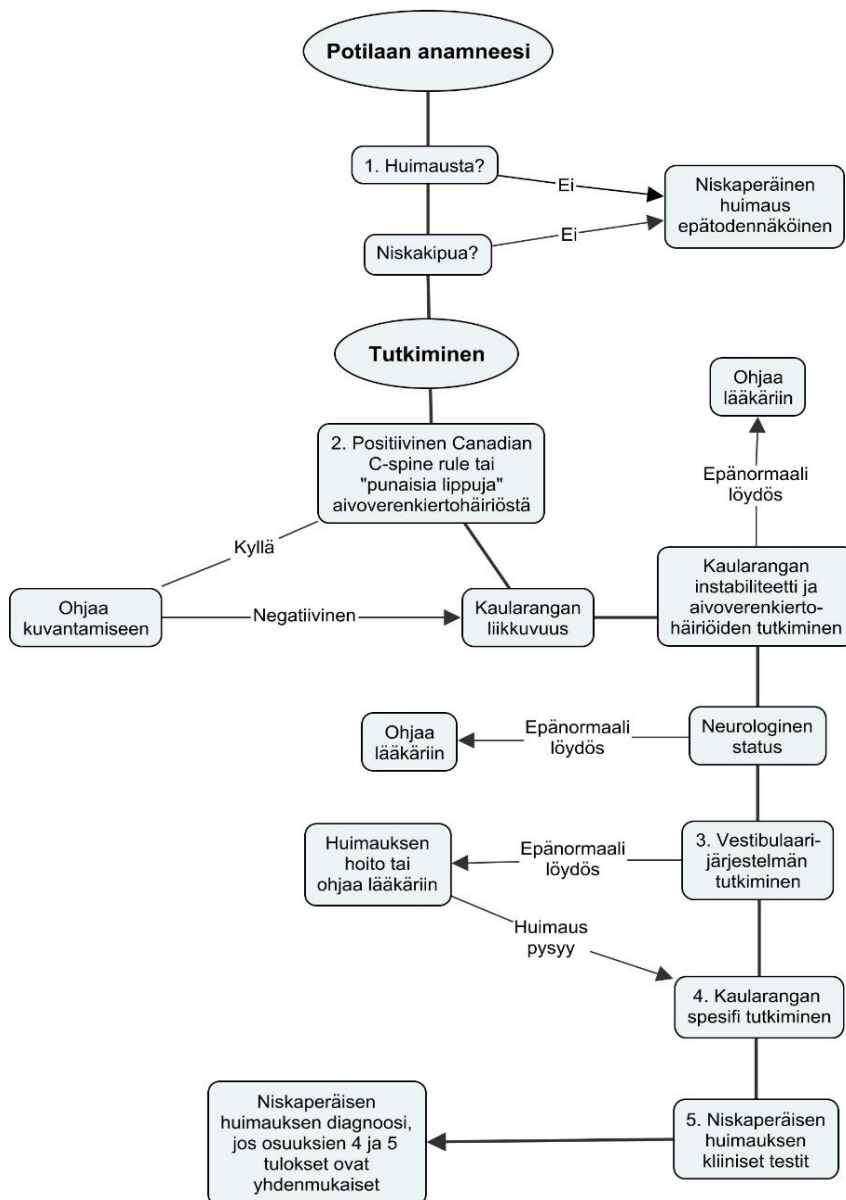 Potilaan anamneesi
1. Huimausta?
Ei
Niskaperäinen
huimaus
epätodennäköinen
Niskakipua?
Ei
Tutkiminen
Ohjaa
lääkäriin
2. Positiivinen Canadian
C-spine rule tai
"punaisia lippuja"
aivoverenkiertohäiriöstä
Epänormaali
löydös
Kyllä
Ohjaa
kuvantamiseen
Negatiivinen
Kaularangan
liikkuvuus
Kaularangan
instabiliteetti ja
aivoverenkierto-
häiriöiden tutkiminen
Ohjaa
lääkäriin
Epänormaali
löydös
Neurologinen
status
Huimauksen
hoito tai
ohjaa lääkäriin
Epänormaali
löydös
3. Vestibulaari-
järjestelmän
tutkiminen
Huimaus
pysyy
4. Kaularangan
spesifi tutkiminen
Niskaperäisen
huimauksen diagnoosi,
jos osuuksien 4 ja 5
tulokset ovat
yhdenmukaiset
5. Niskaperäisen
huimauksen
kliiniset testit